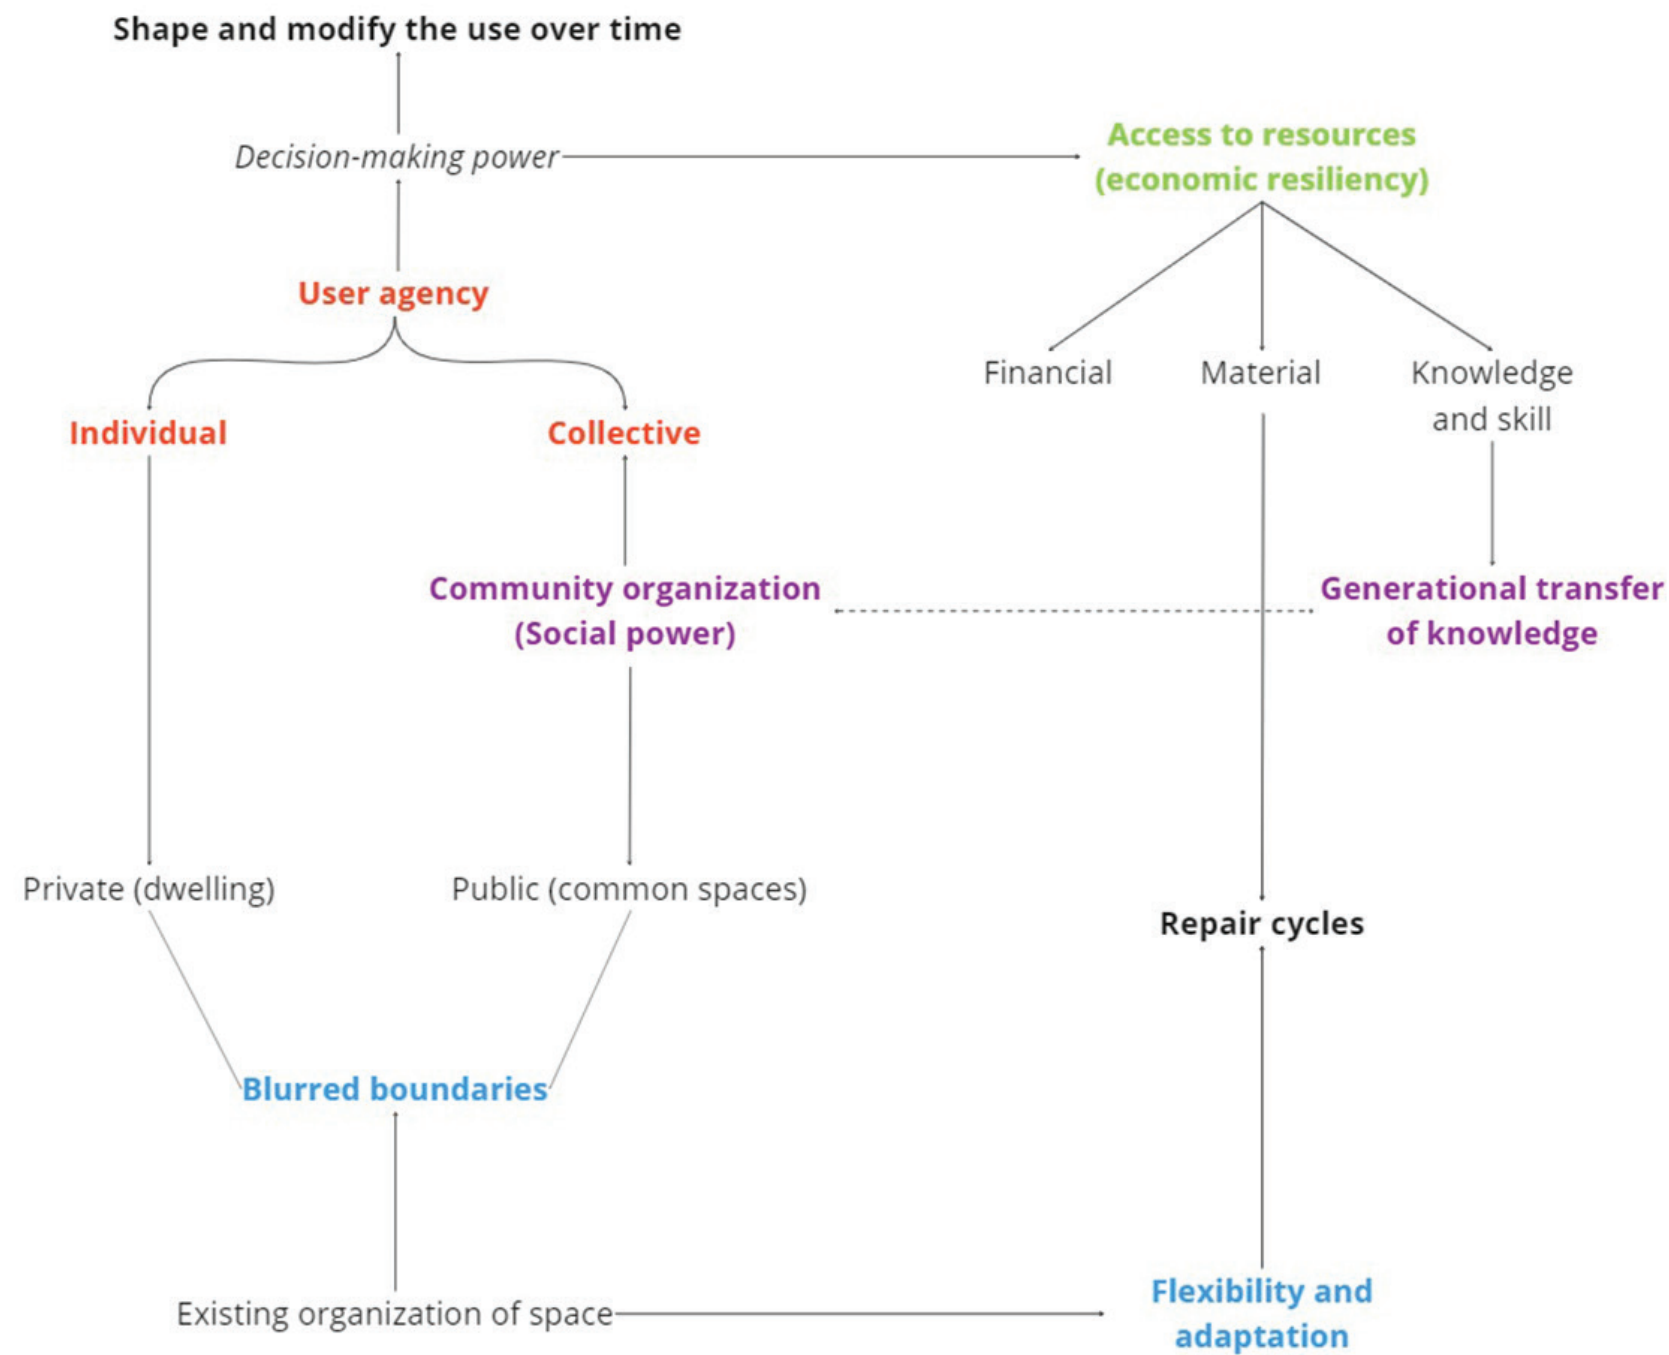 Shape and modify the use over time
Decision-making power
Access to resources
(economic resiliency)
User agency
Financial
Material
Knowledge
and skill
Individual
Collective
Community organization
(Social power)
Generational transfer
of knowledge
Private (dwelling)
Public (common spaces)
Repair cycles
Blurred boundaries
Existing organization of space
Flexibility and
adaptation